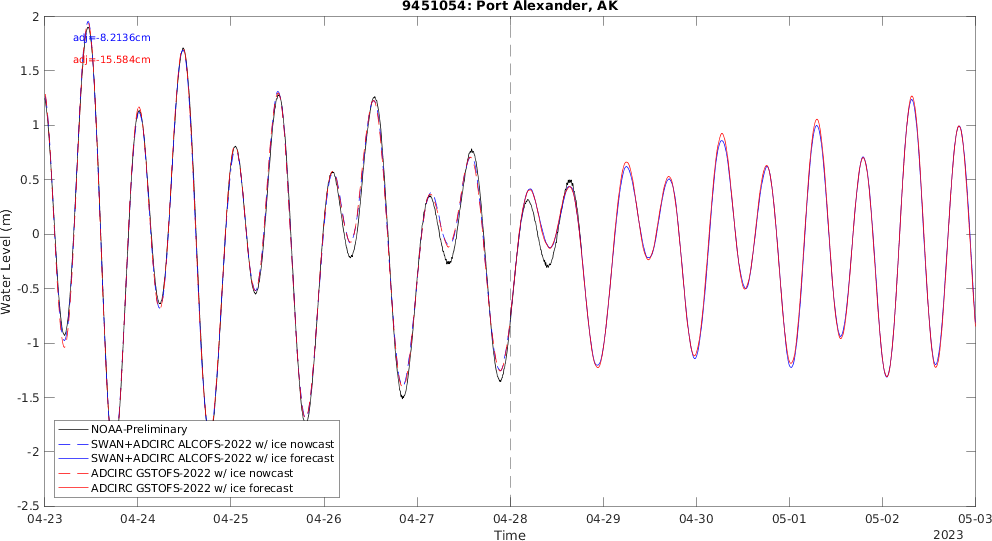 9451054: Port Alexander, AK
adj=-8.2136cm
adj=-15.584cm
Water Level (m)
2
1.5
1
0.5
0
-0.5
-1
-1.5
-2
-2.5
NOAA-Preliminary
SWAN+ADCIRC ALCOFS-2022 w/ ice nowcast
SWAN+ADCIRC ALCOFS-2022 w/ ice forecast
ADCIRC GSTOFS-2022 w/ ice nowcast
ADCIRC GSTOFS-2022 w/ ice forecast
04-23 04-24 04-25 04-26 04-27 04-28 04-29 04-30 05-01 05-02 05-03
Time
2023